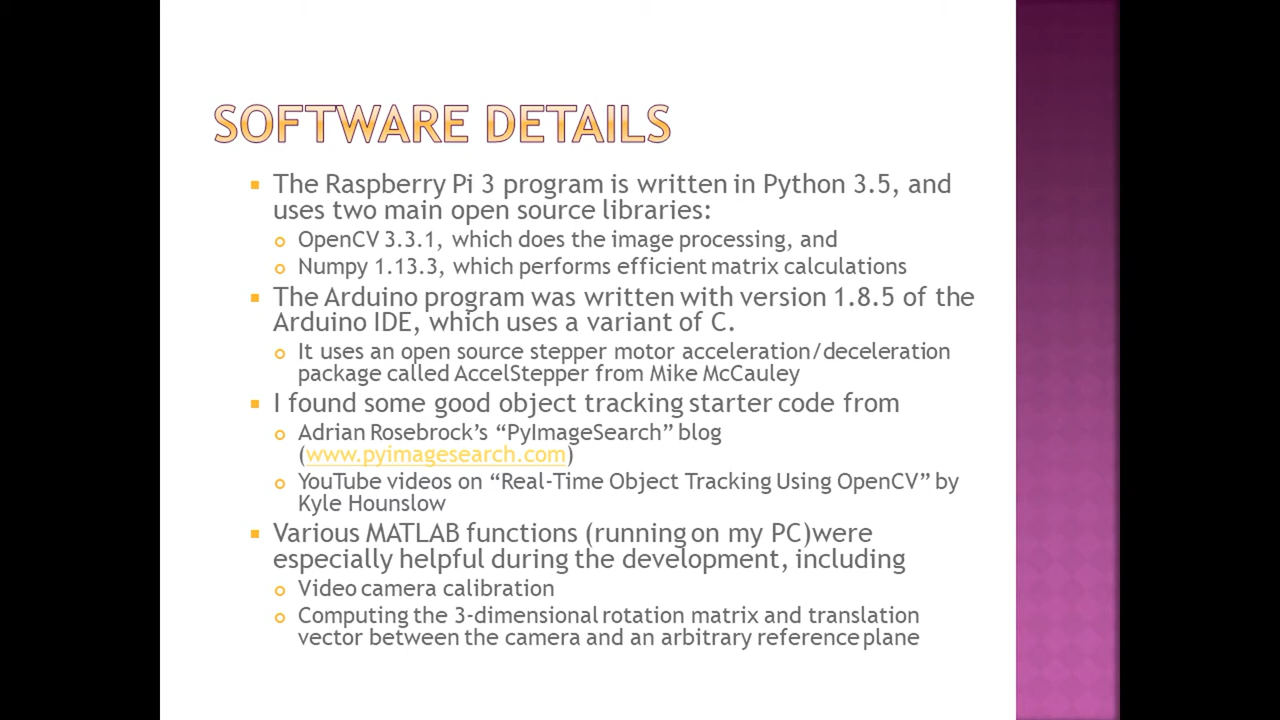 SOFTWARE DETAILS
The Raspberry Pi 3 program is written in Python 3.5, and
uses two main open source libraries:
OpenCV 3.3.1, which does the image processing, and
Numpy 1.13.3, which performs efficient matrix calculations
The Arduino program was written with version 1.8.5 of the
Arduino IDE, which uses a variant of C.
It uses an open source stepper motor acceleration/deceleration
package called AccelStepper from Mike McCauley
I found some good object tracking starter code from
Adrian Rosebrock’s “PyImageSearch” blog
(www.pyimagesearch.com)
YouTube videos on “Real-Time Object Tracking Using OpenCV” by
Kyle Hounslow
Various MATLAB functions (running on my PC)were
especially helpful during the development, including
Video camera calibration
Computing the 3-dimensional rotation matrix and translation
vector between the camera and an arbitrary reference plane